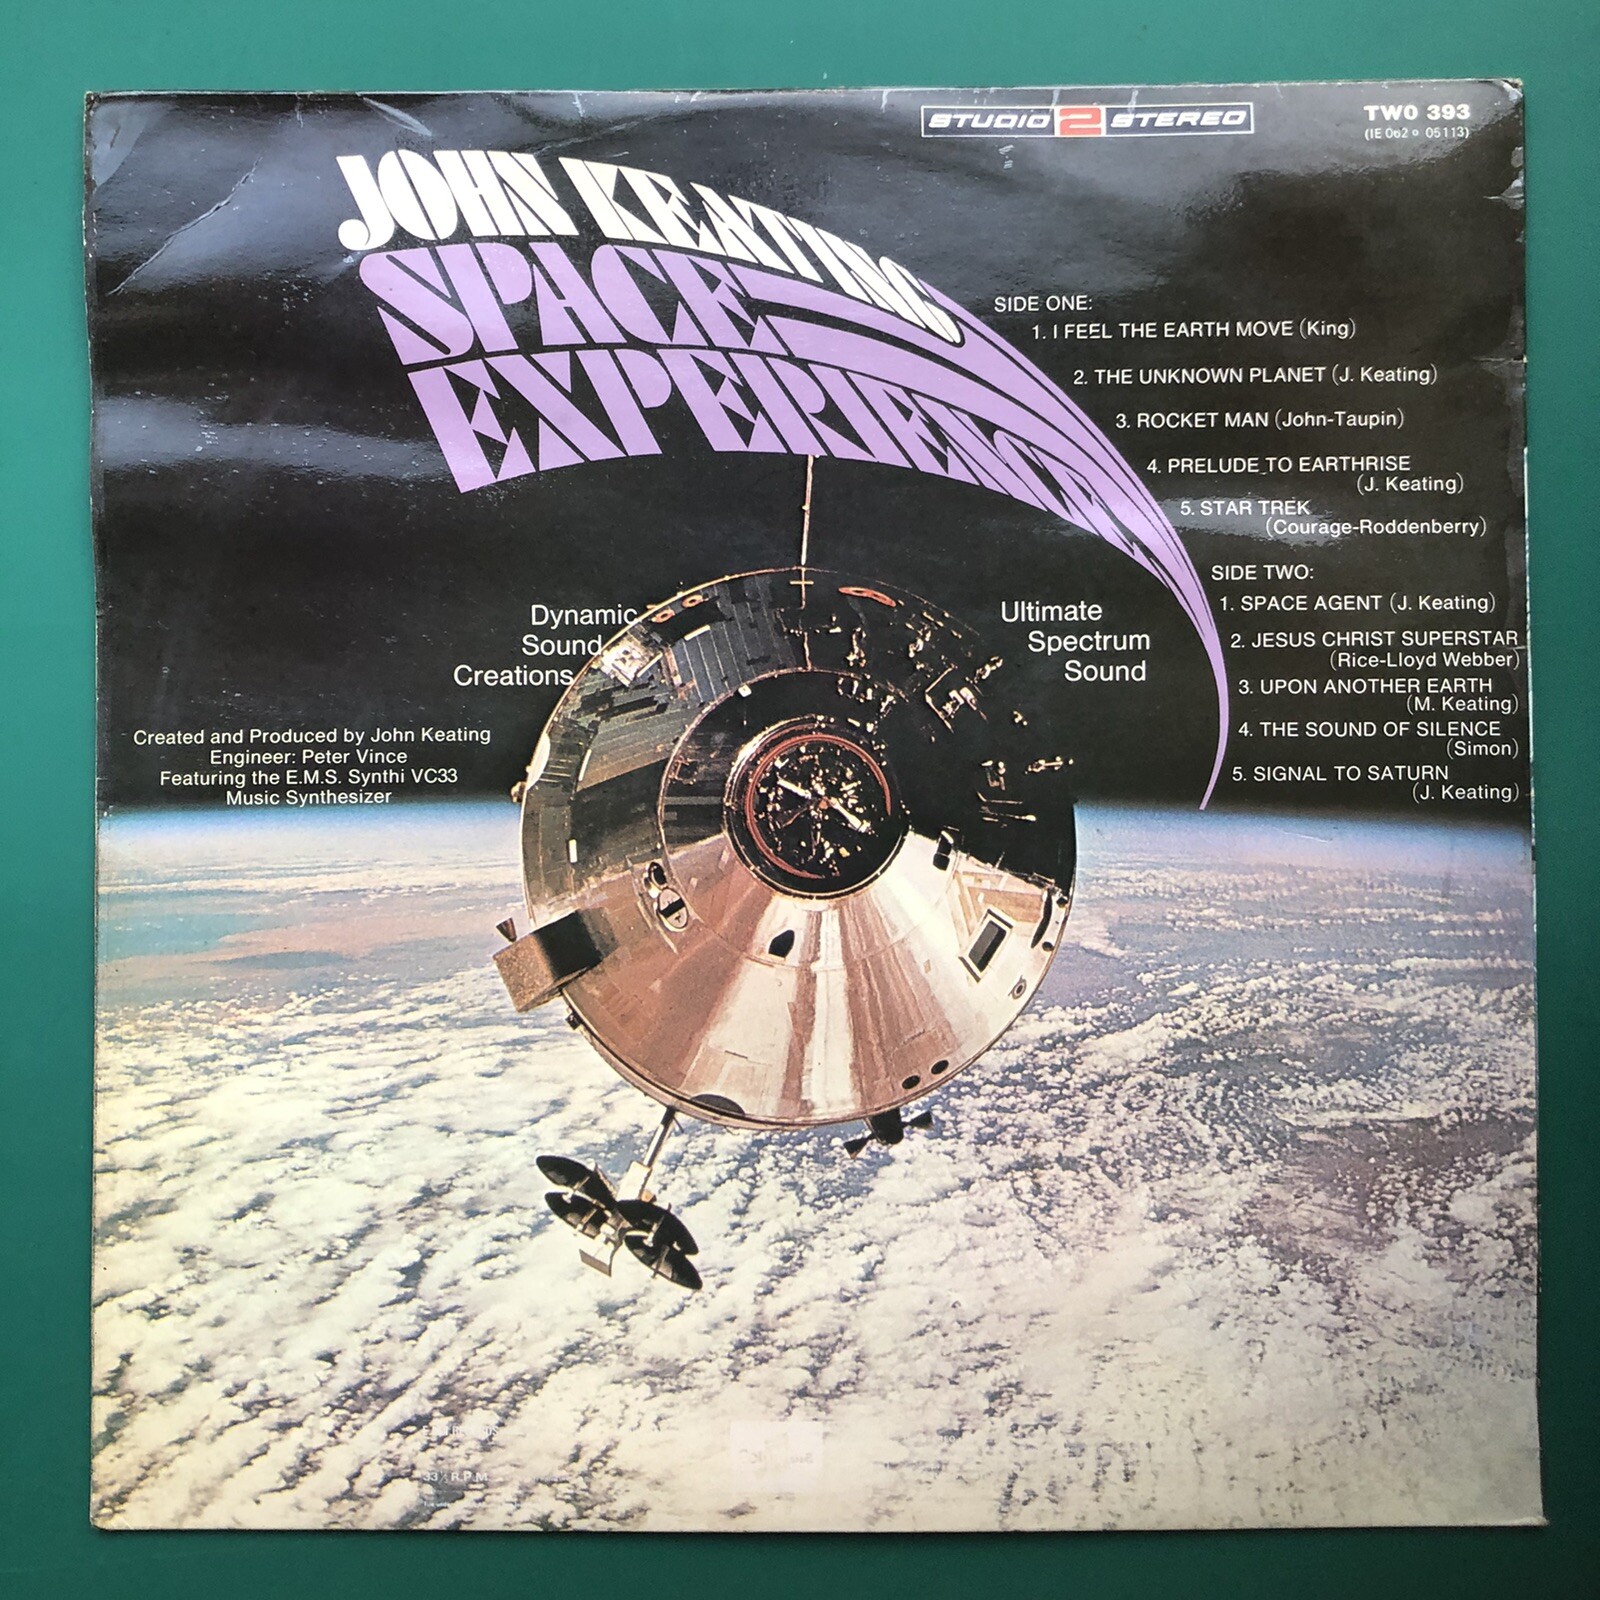 STUDIO 2 STEREO
TWO 393
JOHN KEATING
SPACE
EXPERIENCE
SIDE ONE:
1. I FEEL THE EARTH MOVE (King)
2. THE UNKNOWN PLANET (J. Keating)
3. ROCKET MAN (John-Taupin)
4. PRELUDE TO EARTHRISE
(J. Keating)
5. STAR TREK
(Courage-Roddenberry)
SIDE TWO:
1. SPACE AGENT (J. Keating)
2. JESUS CHRIST SUPERSTAR
(Rice-Lloyd Webber)
3. UPON ANOTHER EARTH
(M. Keating)
4. THE SOUND OF SILENCE
(Simon)
5. SIGNAL TO SATURN
(J. Keating)
Dynamic
Sound
Creations
Ultimate
Spectrum
Sound
Created and Produced by John Keating
Engineer: Peter Vince
Featuring the E.M.S. Synthi VC33
Music Synthesizer
33⅓ R.P.M